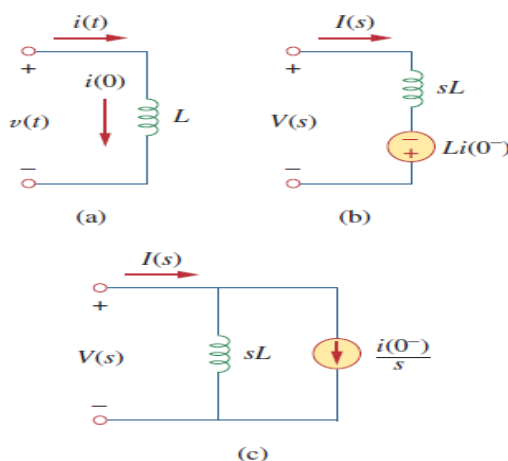 i(t)
+
i(0)
v(t)
L
–
(a)
I(s)
+
sL
V(s)
–
+
Li(0⁻)
–
(b)
I(s)
+
V(s)
sL
i(0⁻)
s
–
(c)